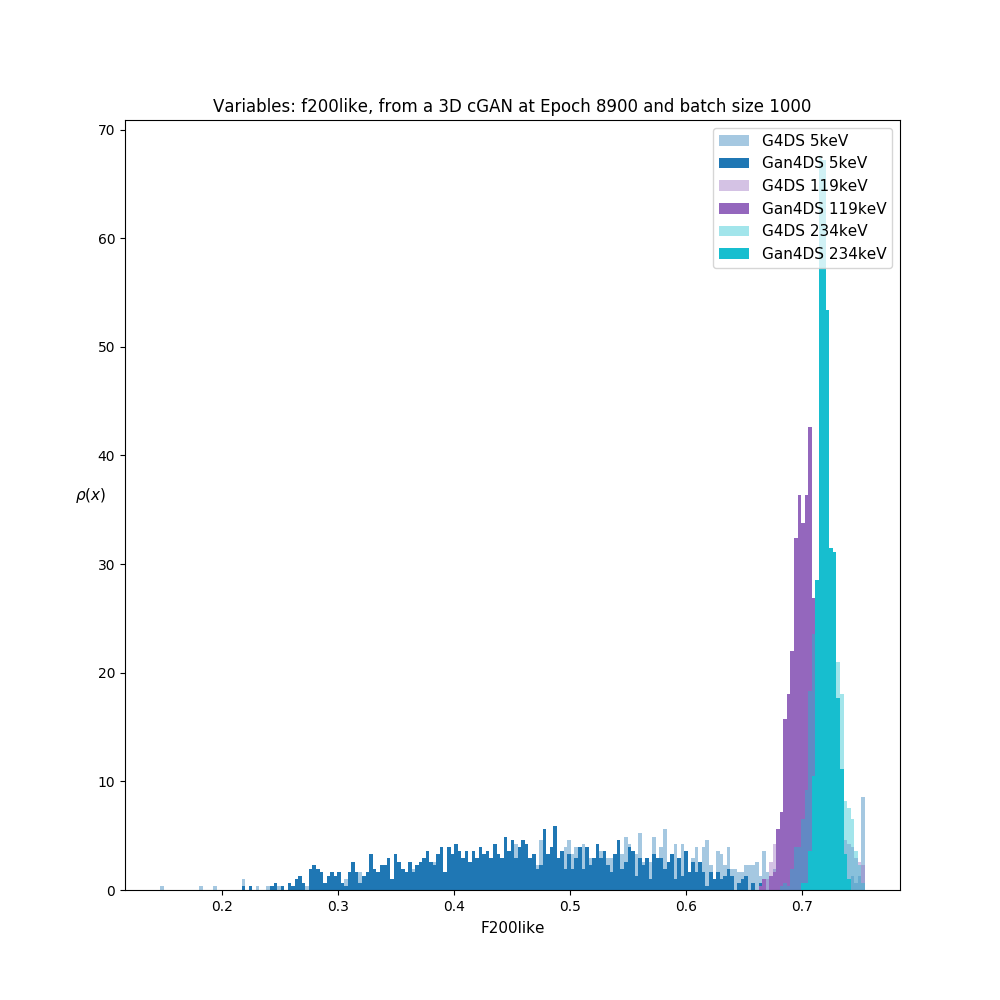 Variables: f200like, from a 3D cGAN at Epoch 8900 and batch size 1000
70
60
50
40
30
20
10
0
ρ(x)
G4DS 5keV
Gan4DS 5keV
G4DS 119keV
Gan4DS 119keV
G4DS 234keV
Gan4DS 234keV
0.2 0.3 0.4 0.5 0.6 0.7
F200like